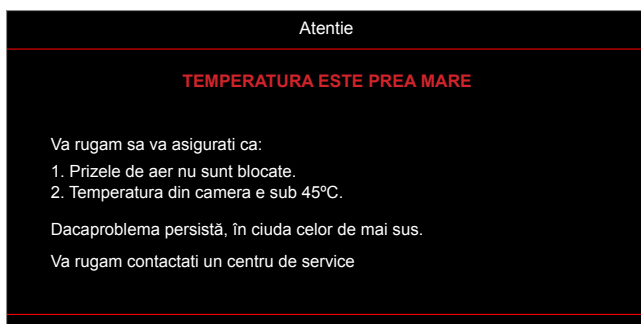 Atentie
TEMPERATURA ESTE PREA MARE
Va rugam sa va asigurati ca:
1. Prizele de aer nu sunt blocate.
2. Temperatura din camera e sub 45ºC.
Dacaproblema persistă, în ciuda celor de mai sus.
Va rugam contactati un centru de service